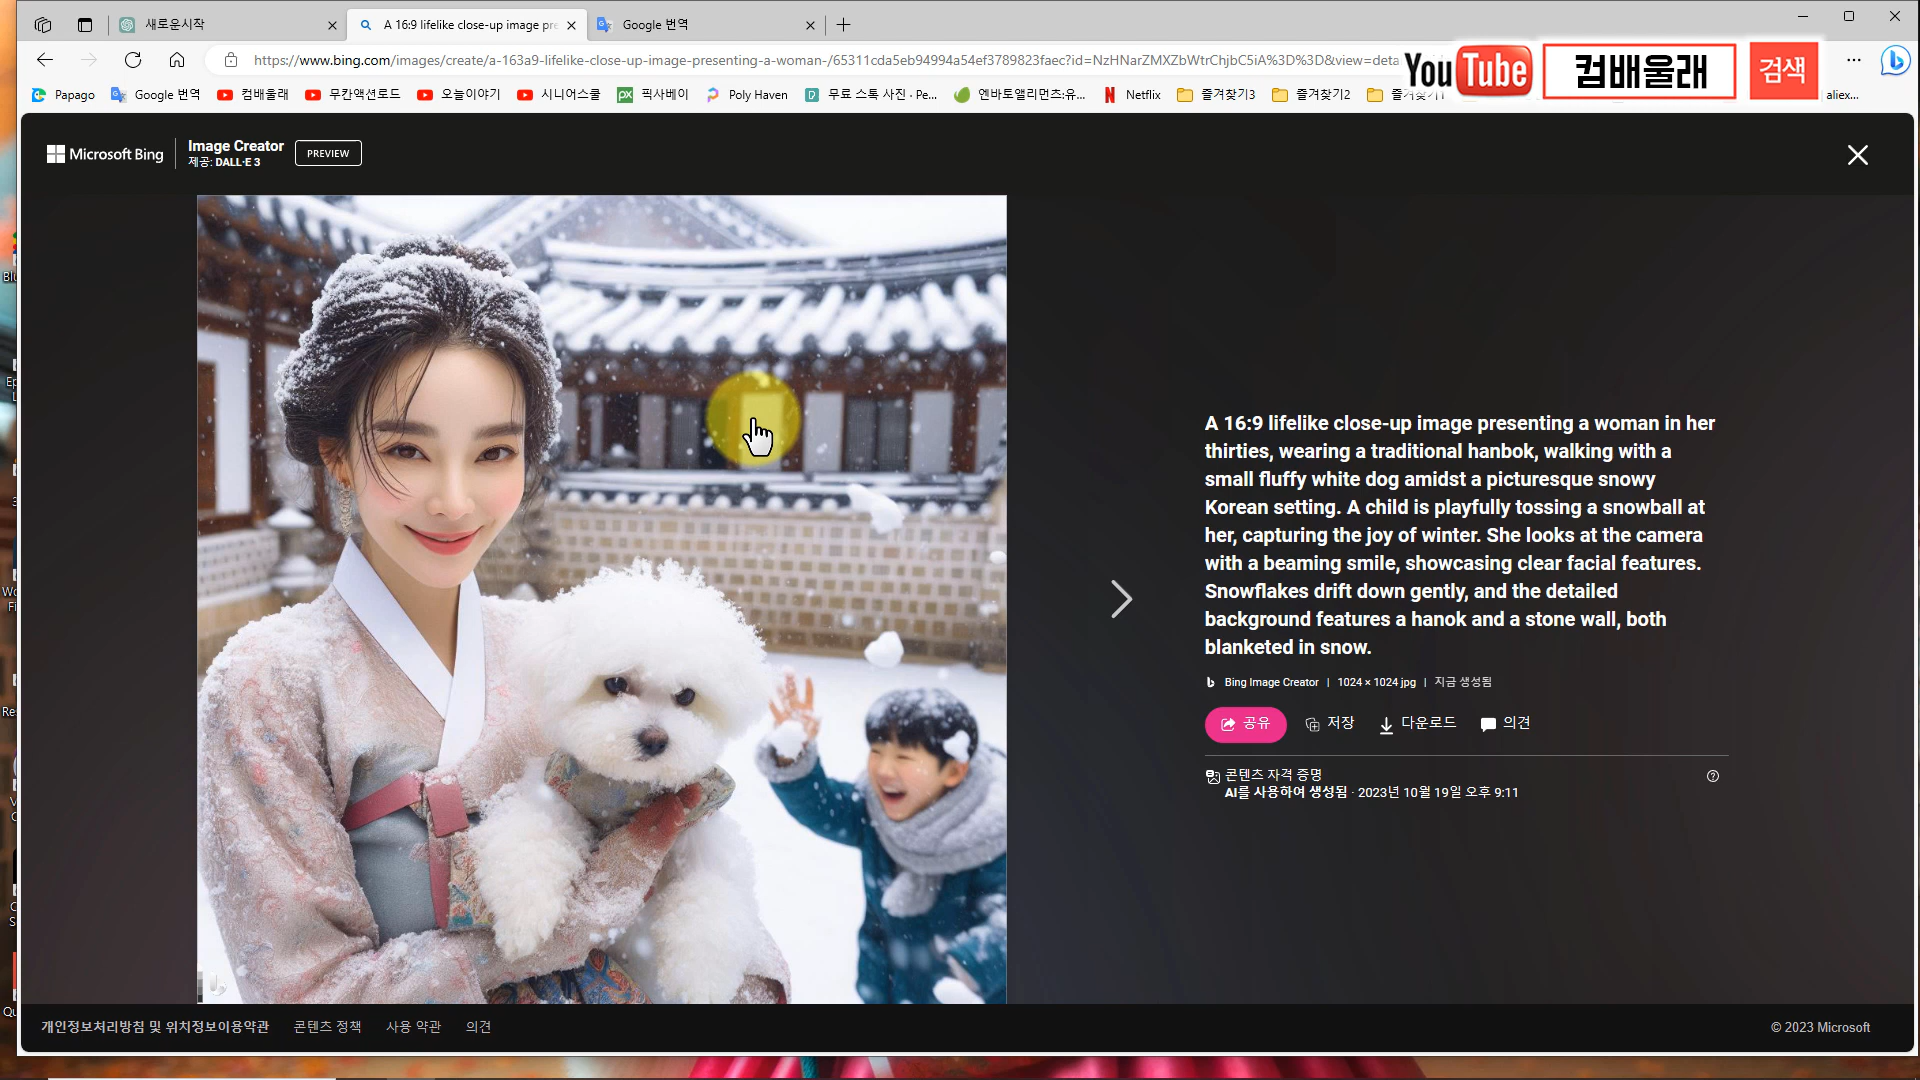 새로운시작
A 16:9 lifelike close-up image pre
Google 번역
https://www.bing.com/images/create/a-163a9-lifelike-close-up-image-presenting-a-woman-/65311cda5eb94994a54ef3789823faec?id=NzHNarZMXZbWtrChjbC5iA%3D%3D&view=deta
YouTube
컴배울래
검색
Papago
Google 번역
컴배울래
무칸액션로드
오늘이야기
시니어스쿨
픽사베이
Poly Haven
무료 스톡 사진 · Pe...
엔바토앨리먼츠:유...
Netflix
즐겨찾기3
즐겨찾기2
즐겨찾기1
aliex...
Microsoft Bing
Image Creator
제공: DALL·E 3
PREVIEW
A 16:9 lifelike close-up image presenting a woman in her
thirties, wearing a traditional hanbok, walking with a
small fluffy white dog amidst a picturesque snowy
Korean setting. A child is playfully tossing a snowball at
her, capturing the joy of winter. She looks at the camera
with a beaming smile, showcasing clear facial features.
Snowflakes drift down gently, and the detailed
background features a hanok and a stone wall, both
blanketed in snow.
Bing Image Creator | 1024 × 1024 jpg | 지금 생성됨
공유
저장
다운로드
의견
콘텐츠 자격 증명
AI를 사용하여 생성됨 · 2023년 10월 19일 오후 9:11
개인정보처리방침 및 위치정보이용약관
콘텐츠 정책
사용 약관
의견
© 2023 Microsoft